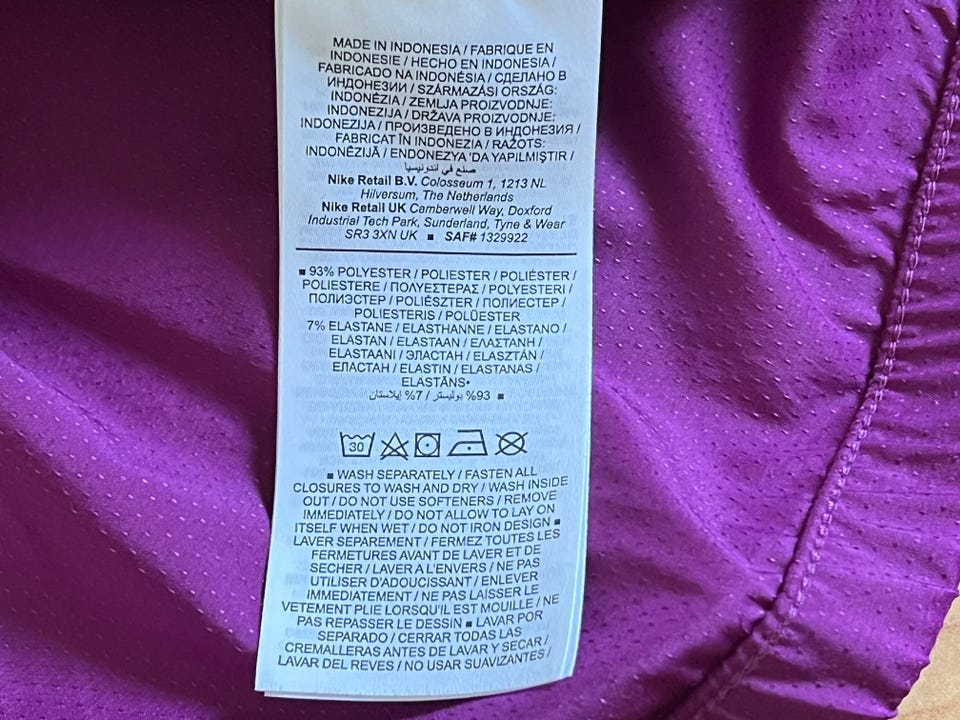 MADE IN INDONESIA / FABRIQUE EN
INDONESIE / HECHO EN INDONESIA /
FABRICADO NA INDONÉSIA / СДЕЛАНО В
ИНДОНЕЗИИ / SZÁRMAZÁSI ORSZÁG:
INDONÉZIA / ZEMLJA PROIZVODNJE:
INDONEZIJA / DRŽAVA PROIZVODNJE:
INDONEZIJA / ПРОИЗВЕДЕНО В ИНДОНЕЗИЯ /
FABRICAT ÎN INDONEZIA / RAŽOTS:
INDONĒZIJĀ / ENDONEZYA 'DA YAPILMIŞTIR /
صنع في اندونيسيا
Nike Retail B.V. Colosseum 1, 1213 NL
Hilversum, The Netherlands
Nike Retail UK Camberwell Way, Doxford
Industrial Tech Park, Sunderland, Tyne & Wear
SR3 3XN UK ■ SAF# 1329922
■ 93% POLYESTER / POLIESTER / POLIÉSTER /
POLIESTERE / ΠΟΛΥΕΣΤΕΡΑΣ / POLYESTERI /
ПОЛИЭСТЕР / POLIÉSZTER / ПОЛИЕСТЕР /
POLIESTERIS / POLÜESTER
7% ELASTANE / ELASTHANNE / ELASTANO /
ELASTAN / ELASTAAN / ΕΛΑΣΤΑΝΗ /
ELASTAANI / ЭЛАСТАН / ELASZTÁN /
ЕЛАСТАН / ELASTIN / ELASTANAS /
ELASTĀNS•
93% بوليستر / 7% إيلاستان ■
30
■ WASH SEPARATELY / FASTEN ALL
CLOSURES TO WASH AND DRY / WASH INSIDE
OUT / DO NOT USE SOFTENERS / REMOVE
IMMEDIATELY / DO NOT ALLOW TO LAY ON
ITSELF WHEN WET / DO NOT IRON DESIGN ■
LAVER SEPAREMENT / FERMEZ TOUTES LES
FERMETURES AVANT DE LAVER ET DE
SECHER / LAVER A L'ENVERS / NE PAS
UTILISER D'ADOUCISSANT / ENLEVER
IMMEDIATEMENT / NE PAS LAISSER LE
VETEMENT PLIE LORSQU'IL EST MOUILLE / NE
PAS REPASSER LE DESSIN ■ LAVAR POR
SEPARADO / CERRAR TODAS LAS
CREMALLERAS ANTES DE LAVAR Y SECAR /
LAVAR DEL REVES / NO USAR SUAVIZANTES /